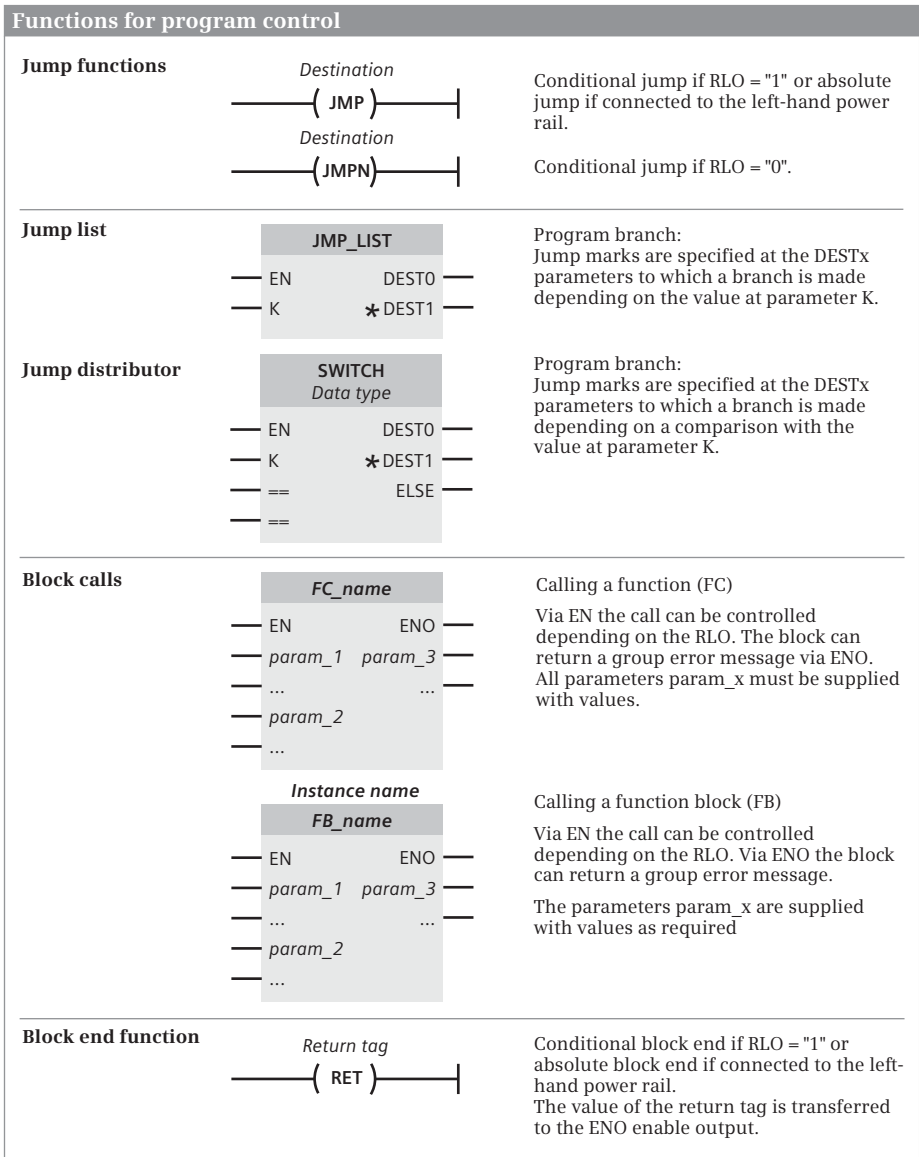 Functions for program control
Jump functions
Destination
( JMP )
Destination
(JMPN)
Conditional jump if RLO = "1" or absolute
jump if connected to the left-hand power
rail.
Conditional jump if RLO = "0".
Jump list
JMP_LIST
EN DEST0
K * DEST1
Program branch:
Jump marks are specified at the DESTx
parameters to which a branch is made
depending on the value at parameter K.
Jump distributor
SWITCH
Data type
EN DEST0
K * DEST1
== ELSE
==
Program branch:
Jump marks are specified at the DESTx
parameters to which a branch is made
depending on a comparison with the
value at parameter K.
Block calls
FC_name
EN ENO
param_1 param_3
... ...
param_2
...
Calling a function (FC)
Via EN the call can be controlled
depending on the RLO. The block can
return a group error message via ENO.
All parameters param_x must be supplied
with values.
Instance name
FB_name
EN ENO
param_1 param_3
... ...
param_2
...
Calling a function block (FB)
Via EN the call can be controlled
depending on the RLO. Via ENO the block
can return a group error message.
The parameters param_x are supplied
with values as required
Block end function
Return tag
( RET )
Conditional block end if RLO = "1" or
absolute block end if connected to the left-
hand power rail.
The value of the return tag is transferred
to the ENO enable output.